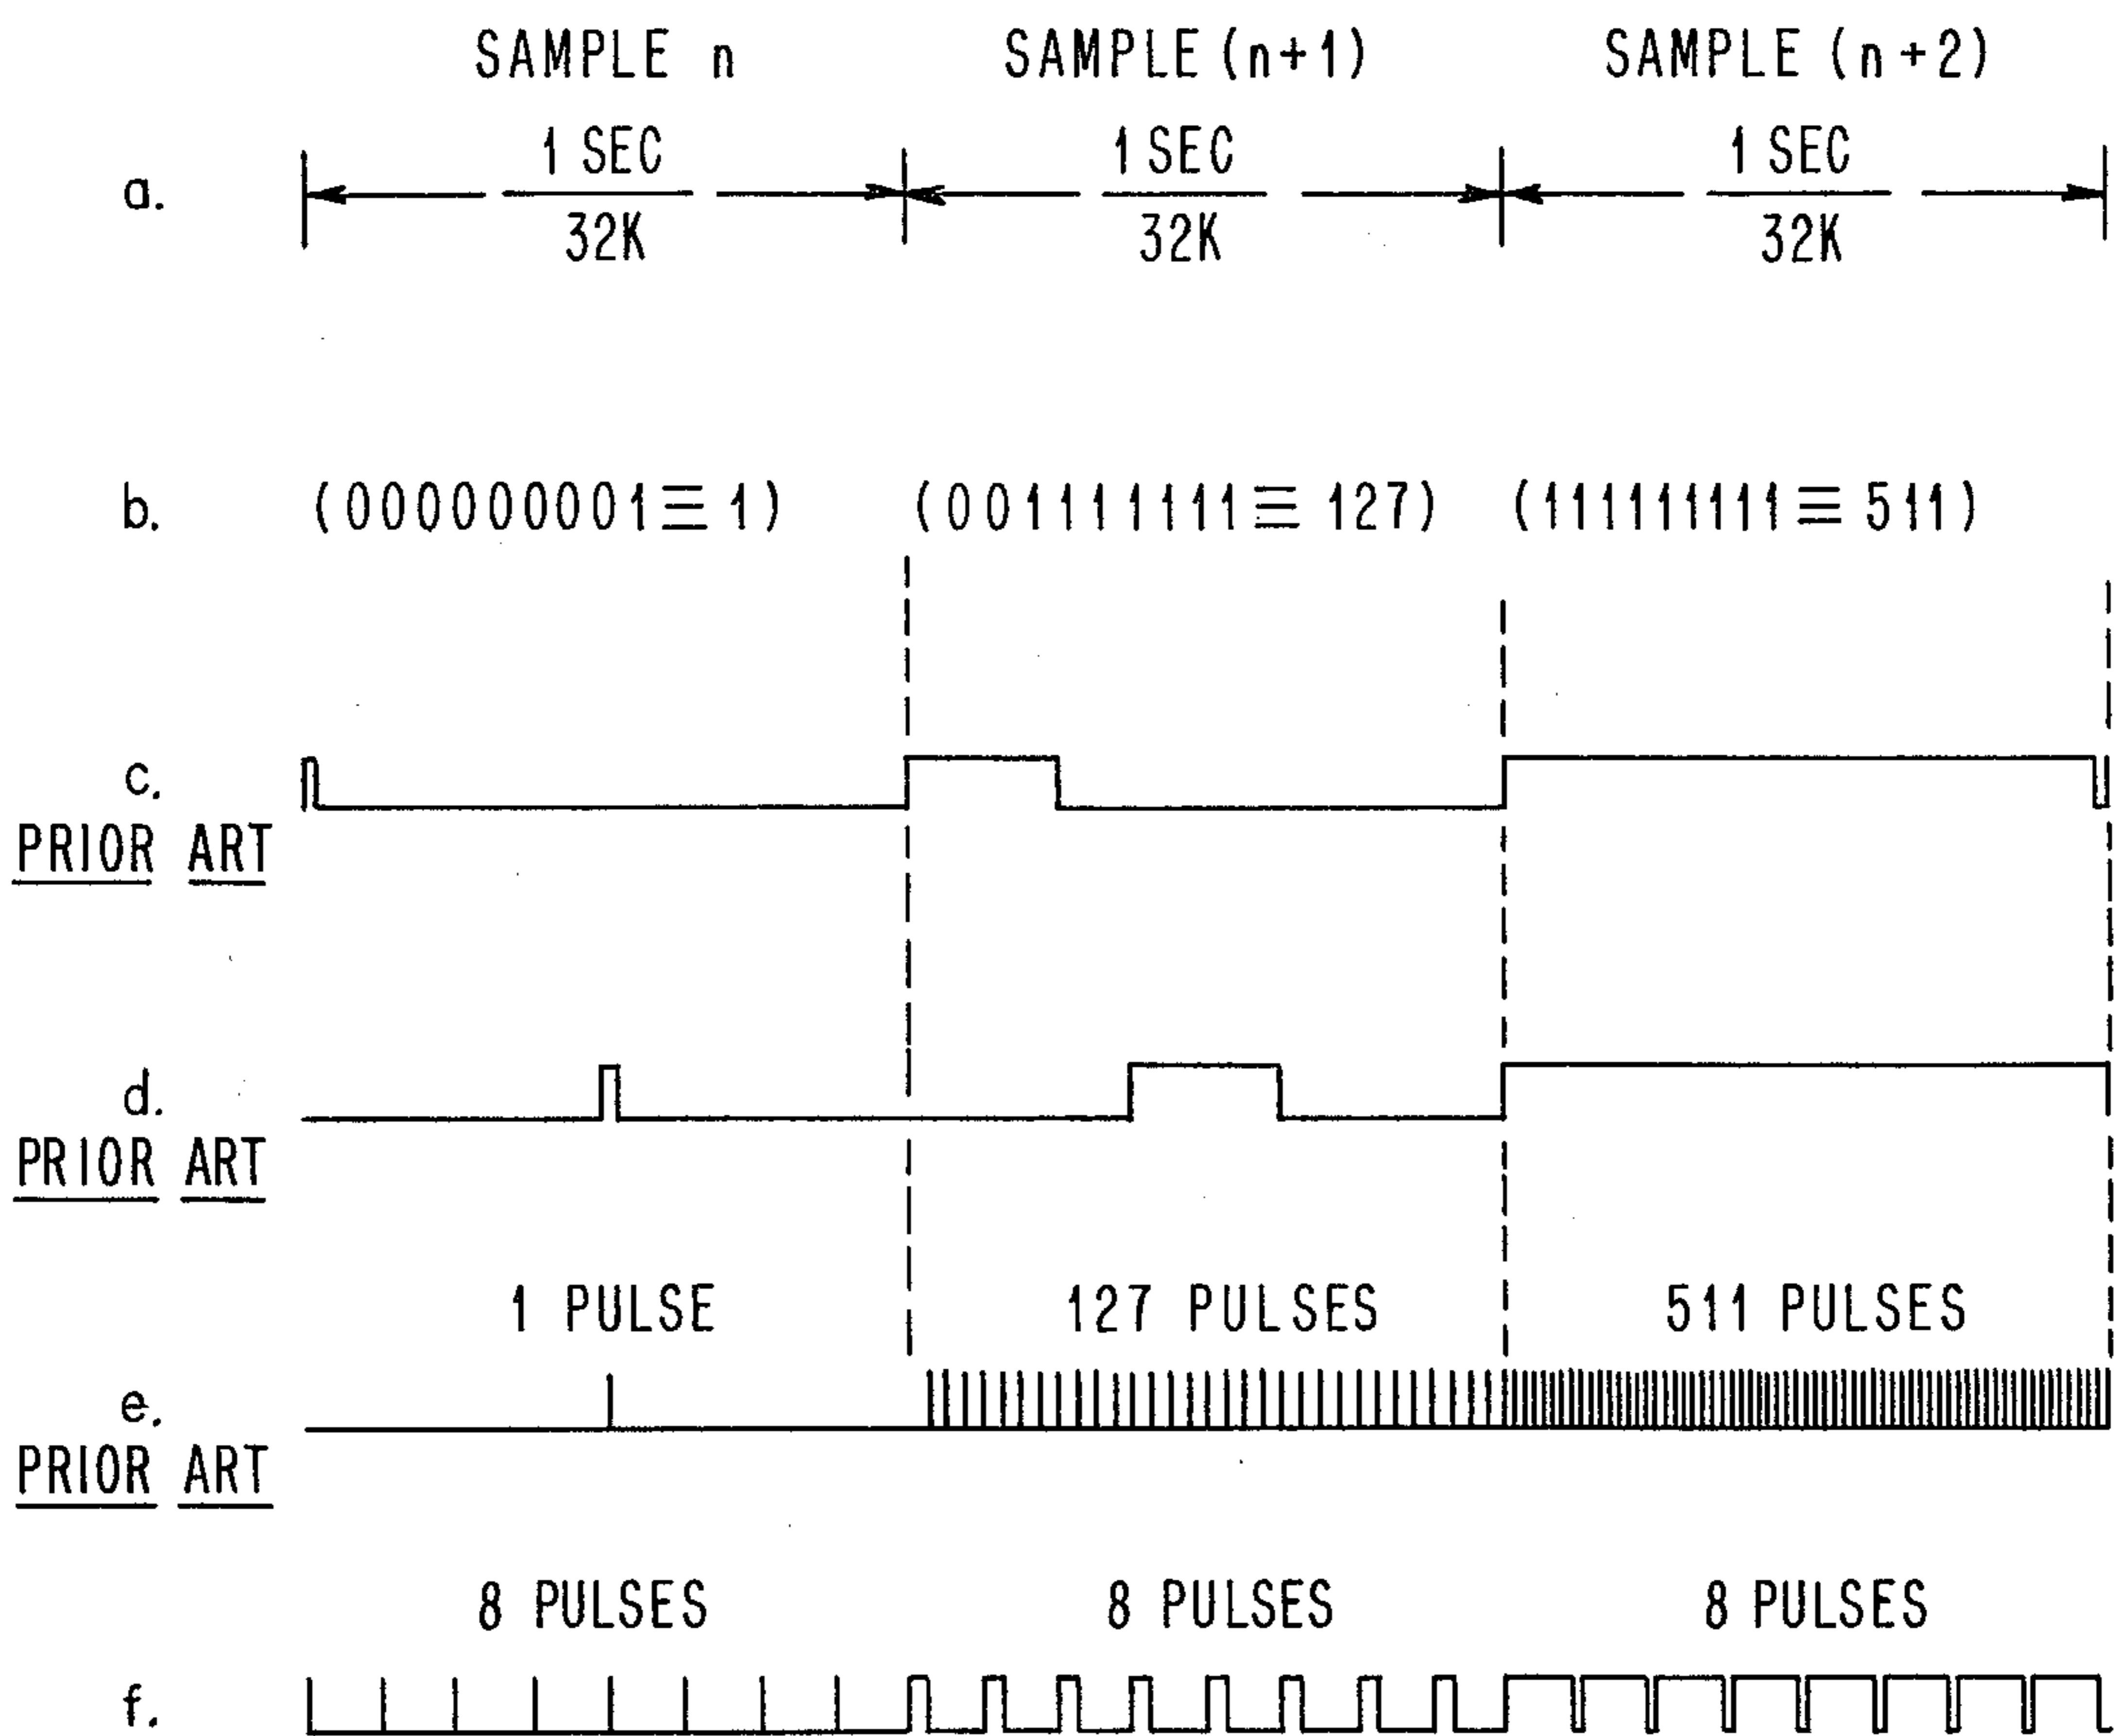 SAMPLE n SAMPLE (n+1) SAMPLE (n+2)
a. 1 SEC 1 SEC 1 SEC
32K 32K 32K
b. (000000001≡1) (001111111≡127) (111111111≡511)
c.
PRIOR ART
d.
PRIOR ART
1 PULSE 127 PULSES 511 PULSES
e.
PRIOR ART
8 PULSES 8 PULSES 8 PULSES
f.